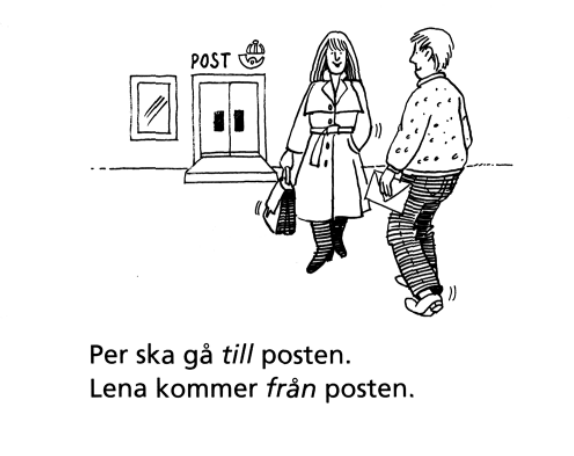 POST
Per ska gå till posten.
Lena kommer från posten.